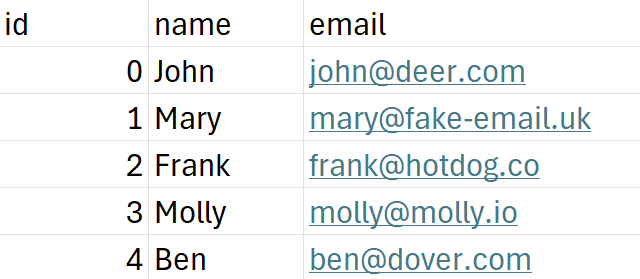 id name email
0 John john@deer.com
1 Mary mary@fake-email.uk
2 Frank frank@hotdog.co
3 Molly molly@molly.io
4 Ben ben@dover.com